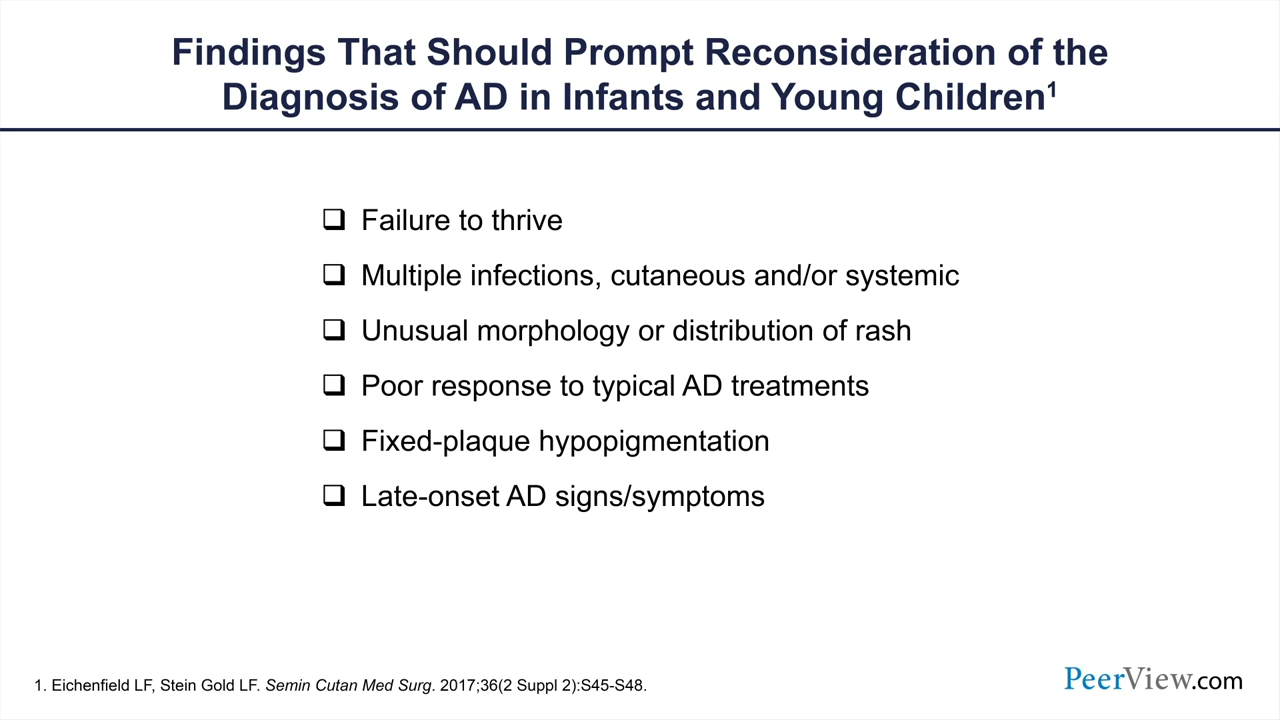 Findings That Should Prompt Reconsideration of the
Diagnosis of AD in Infants and Young Children¹
❑ Failure to thrive
❑ Multiple infections, cutaneous and/or systemic
❑ Unusual morphology or distribution of rash
❑ Poor response to typical AD treatments
❑ Fixed-plaque hypopigmentation
❑ Late-onset AD signs/symptoms
1. Eichenfield LF, Stein Gold LF. Semin Cutan Med Surg. 2017;36(2 Suppl 2):S45-S48.
PeerView.com